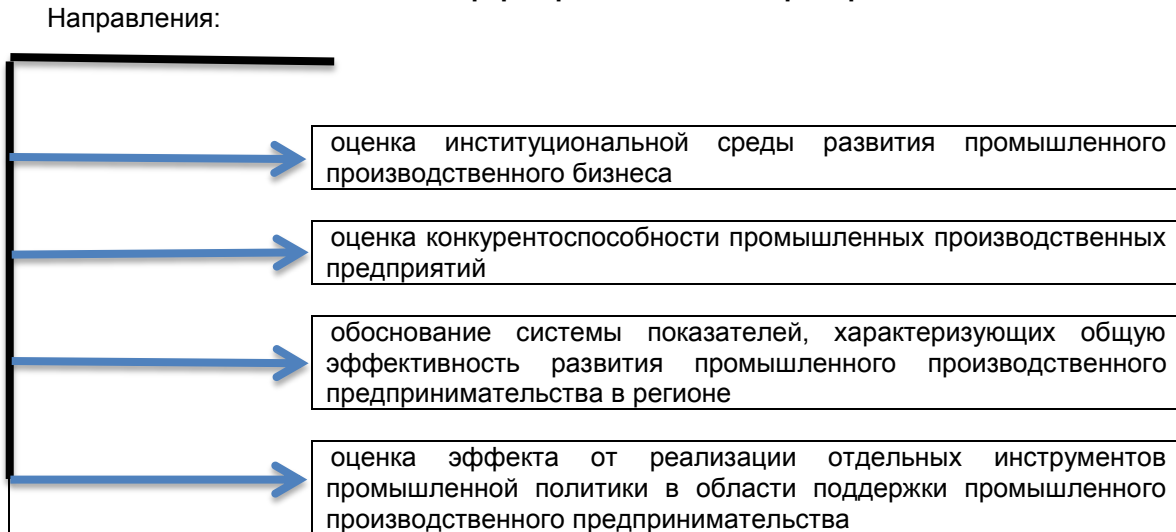 Направления:
оценка институциональной среды развития промышленного
производственного бизнеса
оценка конкурентоспособности промышленных производственных
предприятий
обоснование системы показателей, характеризующих общую
эффективность развития промышленного производственного
предпринимательства в регионе
оценка эффекта от реализации отдельных инструментов
промышленной политики в области поддержки промышленного
производственного предпринимательства